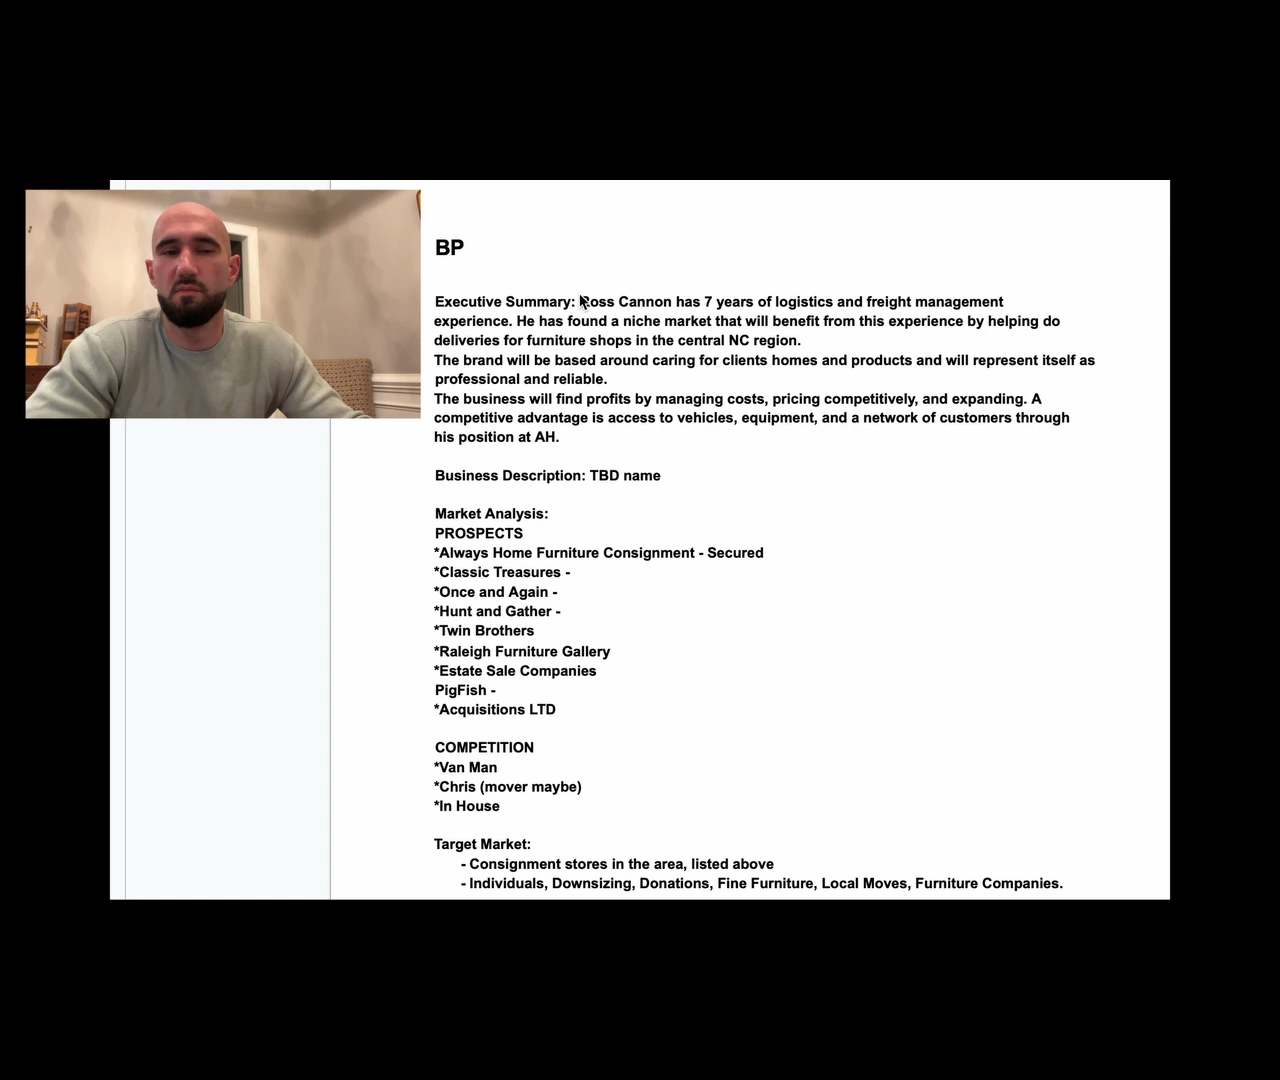 BP
Executive Summary: Ross Cannon has 7 years of logistics and freight management
experience. He has found a niche market that will benefit from this experience by helping do
deliveries for furniture shops in the central NC region.
The brand will be based around caring for clients homes and products and will represent itself as
professional and reliable.
The business will find profits by managing costs, pricing competitively, and expanding. A
competitive advantage is access to vehicles, equipment, and a network of customers through
his position at AH.
Business Description: TBD name
Market Analysis:
PROSPECTS
*Always Home Furniture Consignment - Secured
*Classic Treasures -
*Once and Again -
*Hunt and Gather -
*Twin Brothers
*Raleigh Furniture Gallery
*Estate Sale Companies
PigFish -
*Acquisitions LTD
COMPETITION
*Van Man
*Chris (mover maybe)
*In House
Target Market:
- Consignment stores in the area, listed above
- Individuals, Downsizing, Donations, Fine Furniture, Local Moves, Furniture Companies.